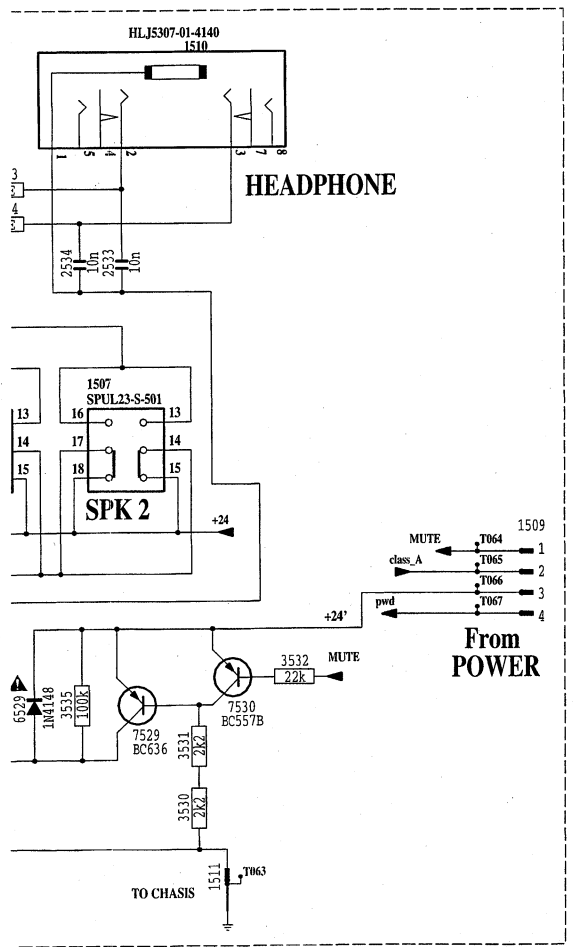 HLJ5307-01-4140
1510
1 5 4 2 3 7 8
3
4
HEADPHONE
2534 10n 2533 10n
1507
SPUL23-S-501
13 16 13
14 17 14
15 18 15
SPK 2
+24
1509
MUTE T064 1
class_A T065 2
T066 3
pwd T067 4
+24'
From
POWER
3532 MUTE
22k
6529 1N4148 3535 100k
7530
BC557B
7529
BC636
3531 2k2
3530 2k2
1511 T063
TO CHASIS